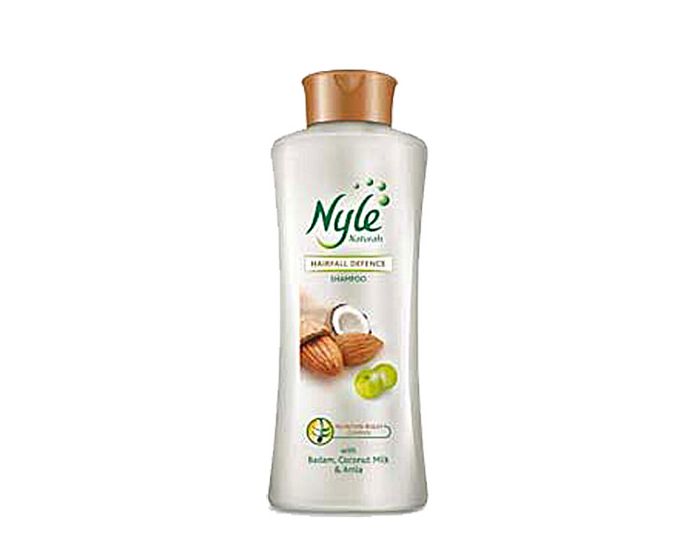 Nyle
Naturals
HAIRFALL DEFENCE
SHAMPOO
with
Badam, Coconut Milk
& Amla